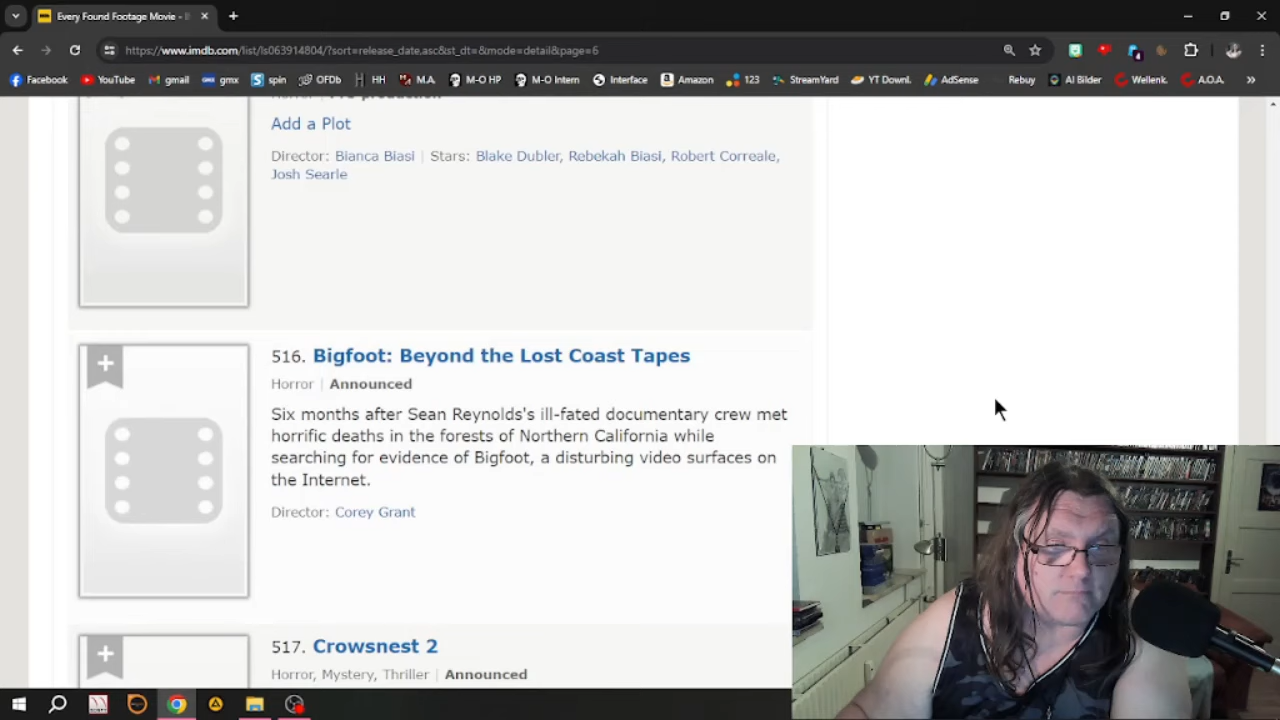 Every Found Footage Movie - I
https://www.imdb.com/list/ls063914804/?sort=release_date,asc&st_dt=&mode=detail&page=6
Facebook YouTube gmail gmx spin OFDb HH M.A M-O HP M-O Intern Interface Amazon 123 StreamYard YT Downl. AdSense Rebuy AI Bilder Wellenk. A.O.A.
Add a Plot
Director: Bianca Biasi | Stars: Blake Dubler, Rebekah Biasi, Robert Correale,
Josh Searle
516. Bigfoot: Beyond the Lost Coast Tapes
Horror | Announced
Six months after Sean Reynolds's ill-fated documentary crew met
horrific deaths in the forests of Northern California while
searching for evidence of Bigfoot, a disturbing video surfaces on
the Internet.
Director: Corey Grant
517. Crowsnest 2
Horror, Mystery, Thriller | Announced